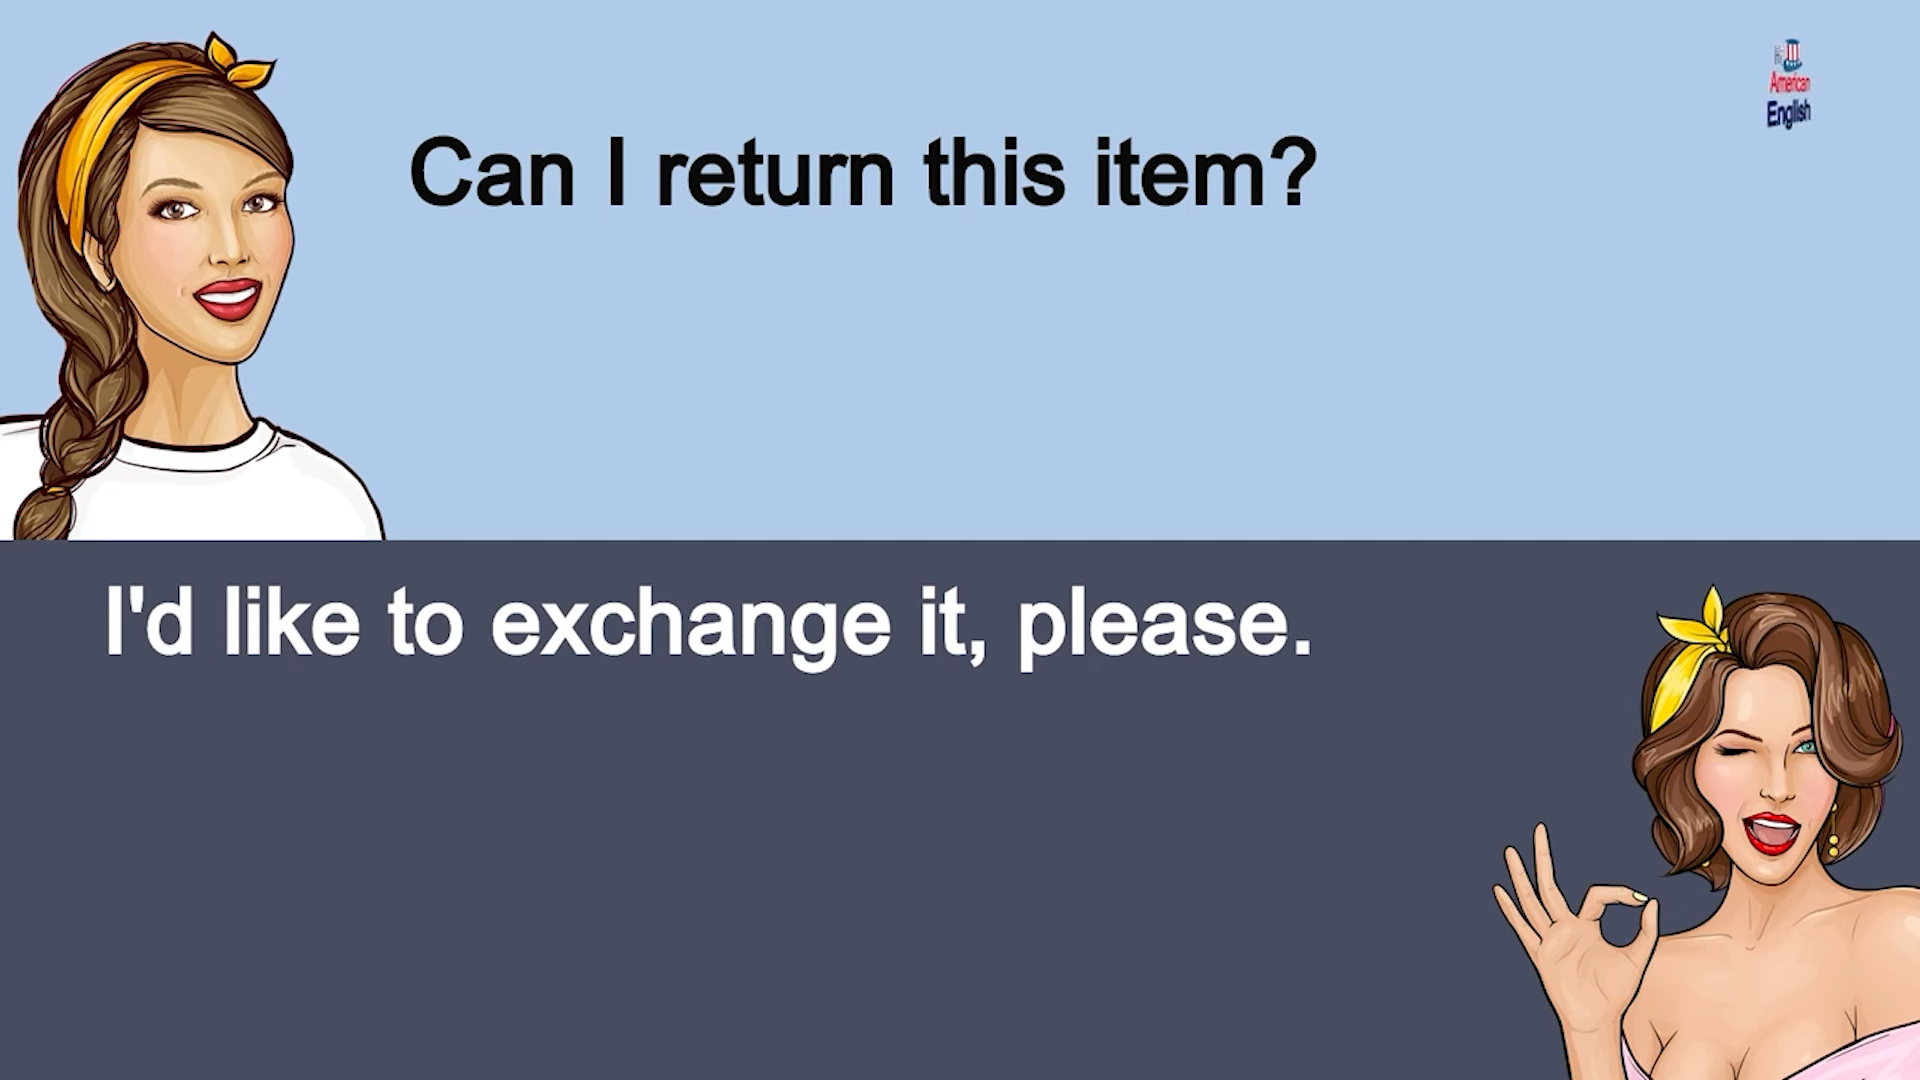 American
English
Can I return this item?
I'd like to exchange it, please.